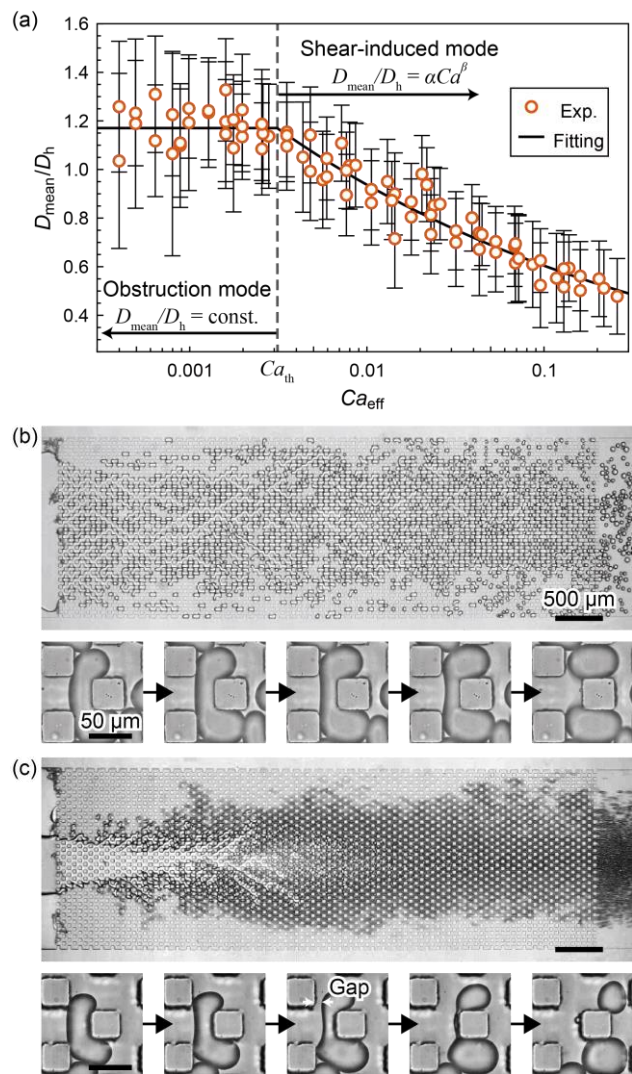 (a)
1.6
1.4
1.2
1.0
0.8
0.6
0.4
D_mean/D_h
Shear-induced mode
D_mean/D_h = αCa^β
Exp.
Fitting
Obstruction mode
D_mean/D_h = const.
0.001
Ca_th
0.01
0.1
Ca_eff
(b)
500 µm
50 µm
(c)
Gap